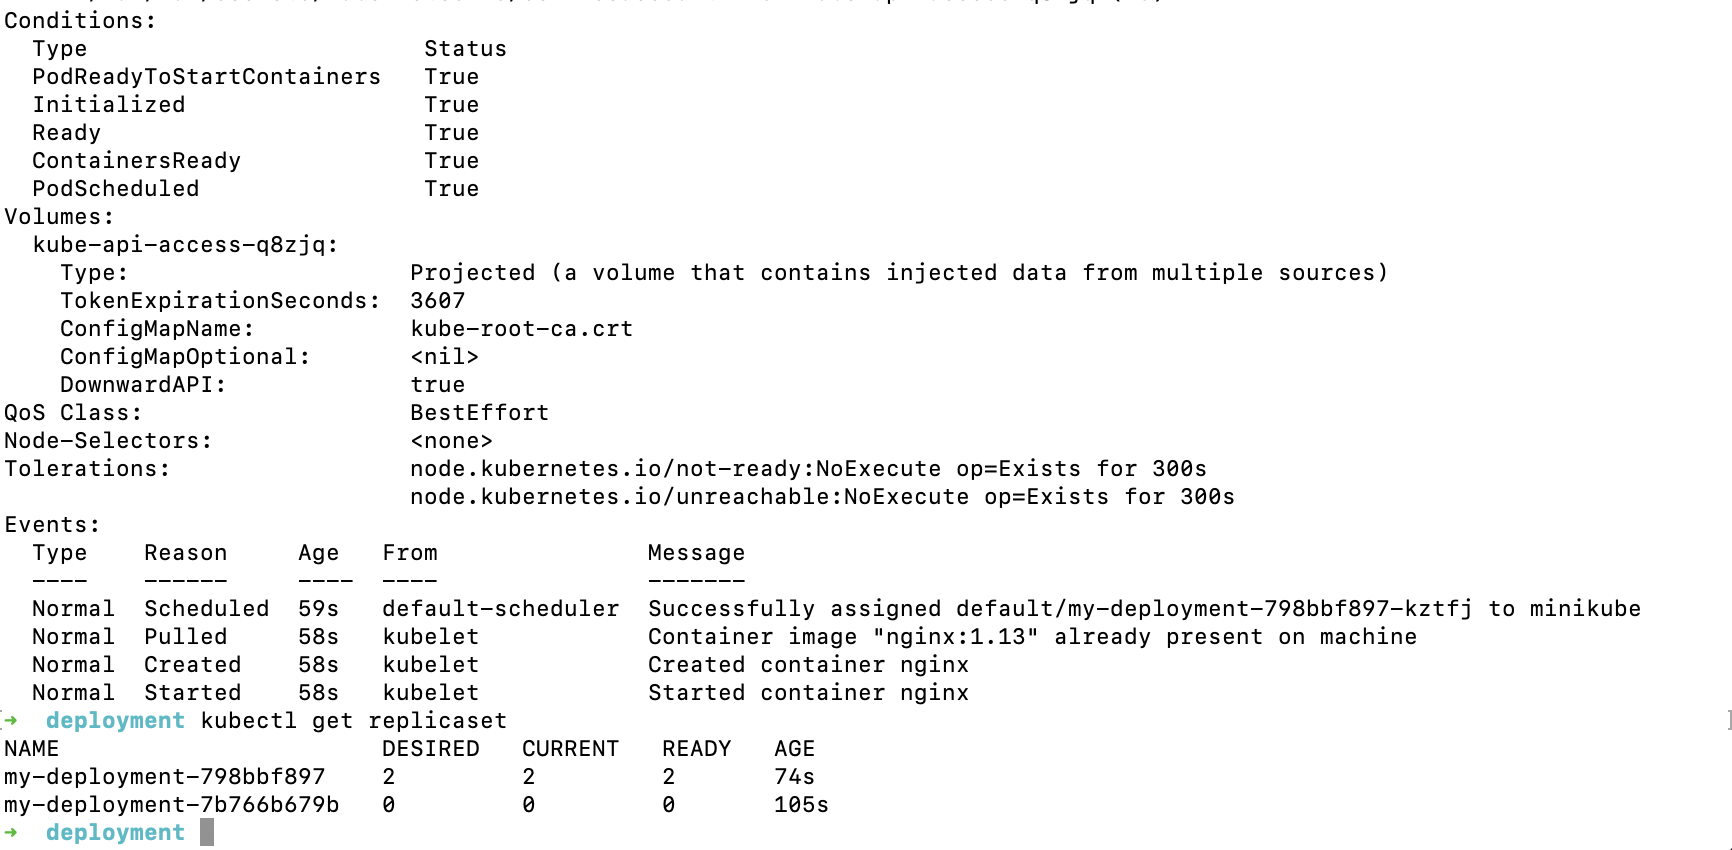 Conditions:
  Type                        Status
  PodReadyToStartContainers   True
  Initialized                 True
  Ready                       True
  ContainersReady             True
  PodScheduled                True
Volumes:
  kube-api-access-q8zjq:
    Type:                    Projected (a volume that contains injected data from multiple sources)
    TokenExpirationSeconds:  3607
    ConfigMapName:           kube-root-ca.crt
    ConfigMapOptional:       <nil>
    DownwardAPI:             true
QoS Class:                   BestEffort
Node-Selectors:              <none>
Tolerations:                 node.kubernetes.io/not-ready:NoExecute op=Exists for 300s
                             node.kubernetes.io/unreachable:NoExecute op=Exists for 300s
Events:
  Type    Reason     Age   From               Message
  ----    ------     ----  ----               -------
  Normal  Scheduled  59s   default-scheduler  Successfully assigned default/my-deployment-798bbf897-kztfj to minikube
  Normal  Pulled     58s   kubelet            Container image "nginx:1.13" already present on machine
  Normal  Created    58s   kubelet            Created container nginx
  Normal  Started    58s   kubelet            Started container nginx
➜  deployment kubectl get replicaset
NAME                       DESIRED   CURRENT   READY   AGE
my-deployment-798bbf897    2         2         2       74s
my-deployment-7b766b679b   0         0         0       105s
➜  deployment